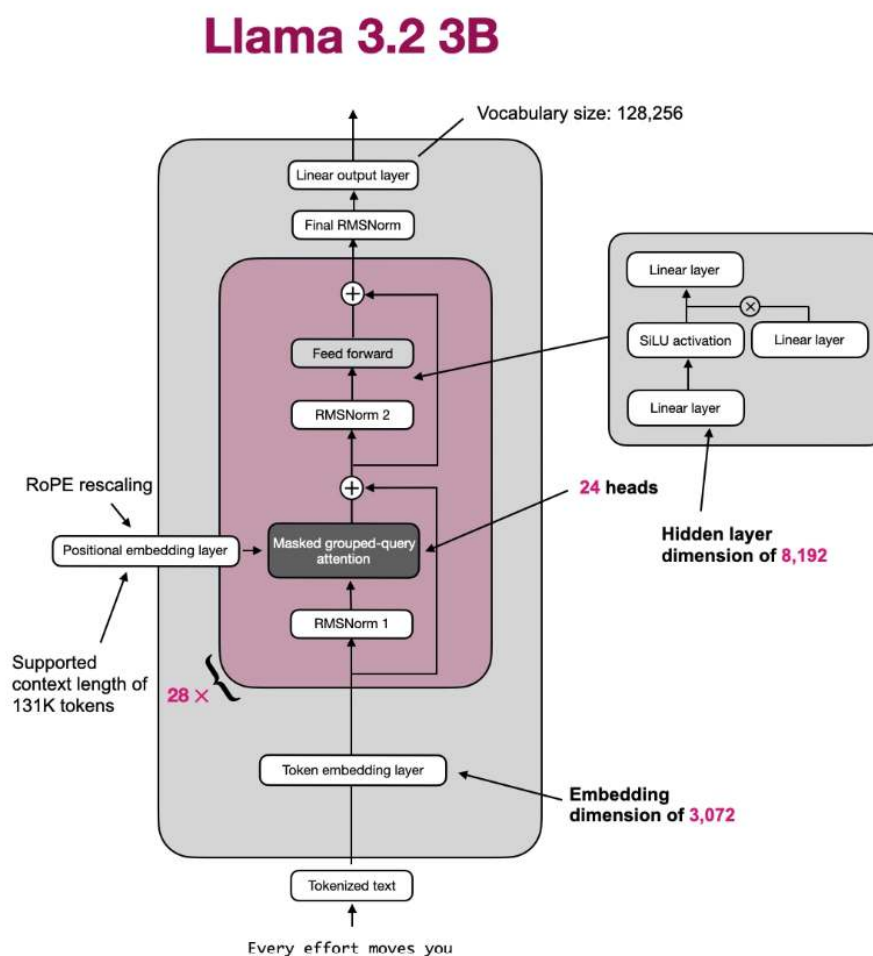 Llama 3.2 3B
Vocabulary size: 128,256
Linear output layer
Final RMSNorm
Linear layer
SiLU activation
Linear layer
Linear layer
Feed forward
RMSNorm 2
RoPE rescaling
24 heads
Positional embedding layer
Masked grouped-query
attention
Hidden layer
dimension of 8,192
RMSNorm 1
Supported
context length of
131K tokens
28 ×
Token embedding layer
Embedding
dimension of 3,072
Tokenized text
Every effort moves you